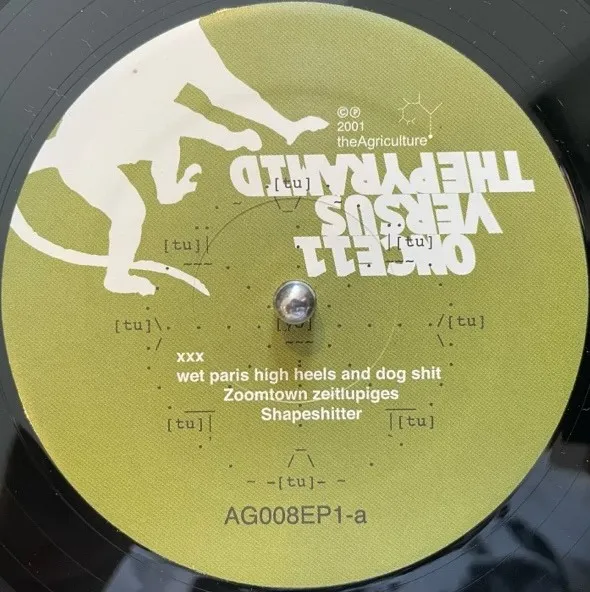 © ℗
2001
theAgriculture
ONCE11
VERSUS
THEPYRAMID
[tu]
[tu]
[tu]
[tu]
[tu]
xxx
wet paris high heels and dog shit
Zoomtown zeitlupiges
Shapeshitter
[tu]
[tu]
[tu]
AG008EP1-a